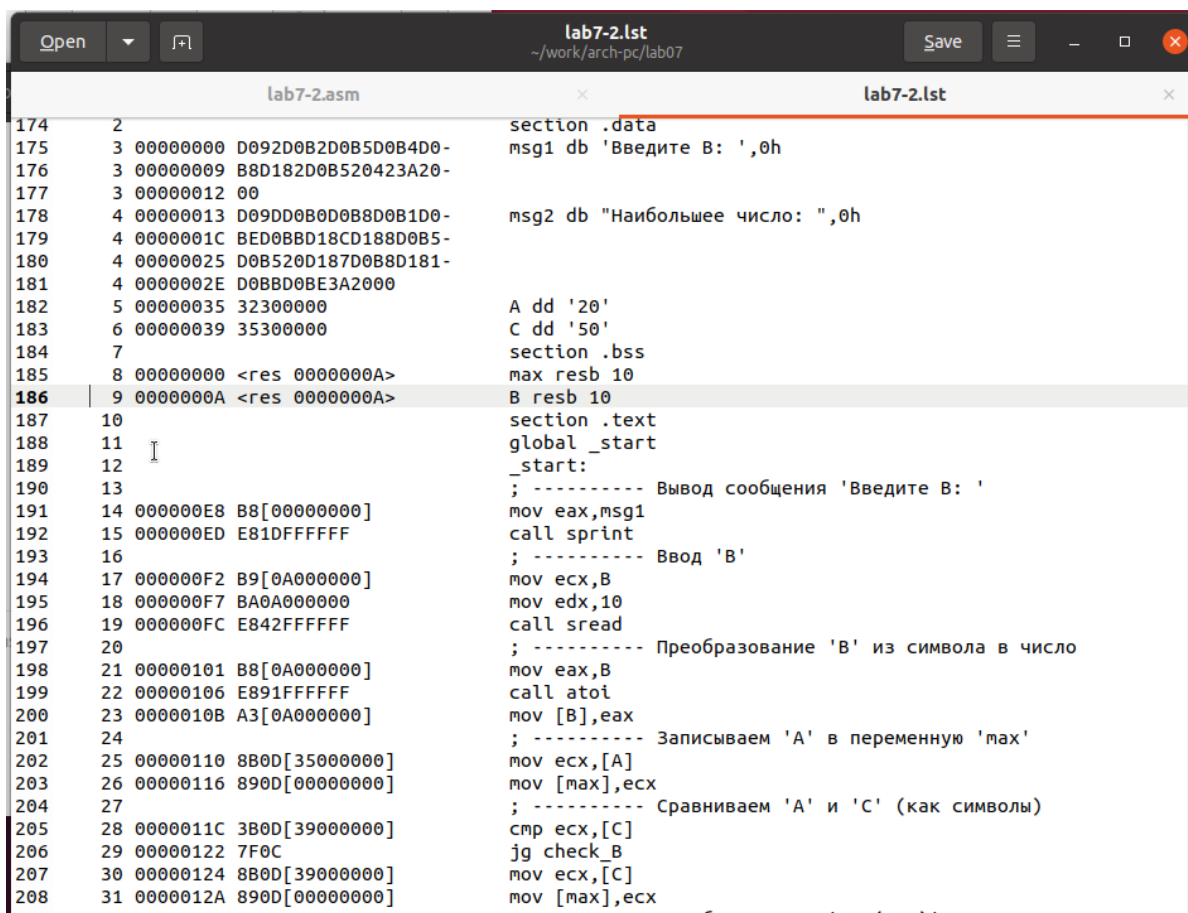 Open
lab7-2.lst
~/work/arch-pc/lab07
Save
lab7-2.asm
lab7-2.lst
174 2 section .data
175 3 00000000 D092D0B2D0B5D0B4D0- msg1 db 'Введите B: ',0h
176 3 00000009 B8D182D0B520423A20-
177 3 00000012 00
178 4 00000013 D09DD0B0D0B8D0B1D0- msg2 db "Наибольшее число: ",0h
179 4 0000001C BED0BBD18CD188D0B5-
180 4 00000025 D0B520D187D0B8D181-
181 4 0000002E D0BBD0BE3A2000
182 5 00000035 32300000 A dd '20'
183 6 00000039 35300000 C dd '50'
184 7 section .bss
185 8 00000000 <res 0000000A> max resb 10
186 9 0000000A <res 0000000A> B resb 10
187 10 section .text
188 11 global _start
189 12 _start:
190 13 ; ---------- Вывод сообщения 'Введите B: '
191 14 000000E8 B8[00000000] mov eax,msg1
192 15 000000ED E81DFFFFFF call sprint
193 16 ; ---------- Ввод 'B'
194 17 000000F2 B9[0A000000] mov ecx,B
195 18 000000F7 BA0A000000 mov edx,10
196 19 000000FC E842FFFFFF call sread
197 20 ; ---------- Преобразование 'B' из символа в число
198 21 00000101 B8[0A000000] mov eax,B
199 22 00000106 E891FFFFFF call atoi
200 23 0000010B A3[0A000000] mov [B],eax
201 24 ; ---------- Записываем 'A' в переменную 'max'
202 25 00000110 8B0D[35000000] mov ecx,[A]
203 26 00000116 890D[00000000] mov [max],ecx
204 27 ; ---------- Сравниваем 'A' и 'С' (как символы)
205 28 0000011C 3B0D[39000000] cmp ecx,[C]
206 29 00000122 7F0C jg check_B
207 30 00000124 8B0D[39000000] mov ecx,[C]
208 31 0000012A 890D[00000000] mov [max],ecx